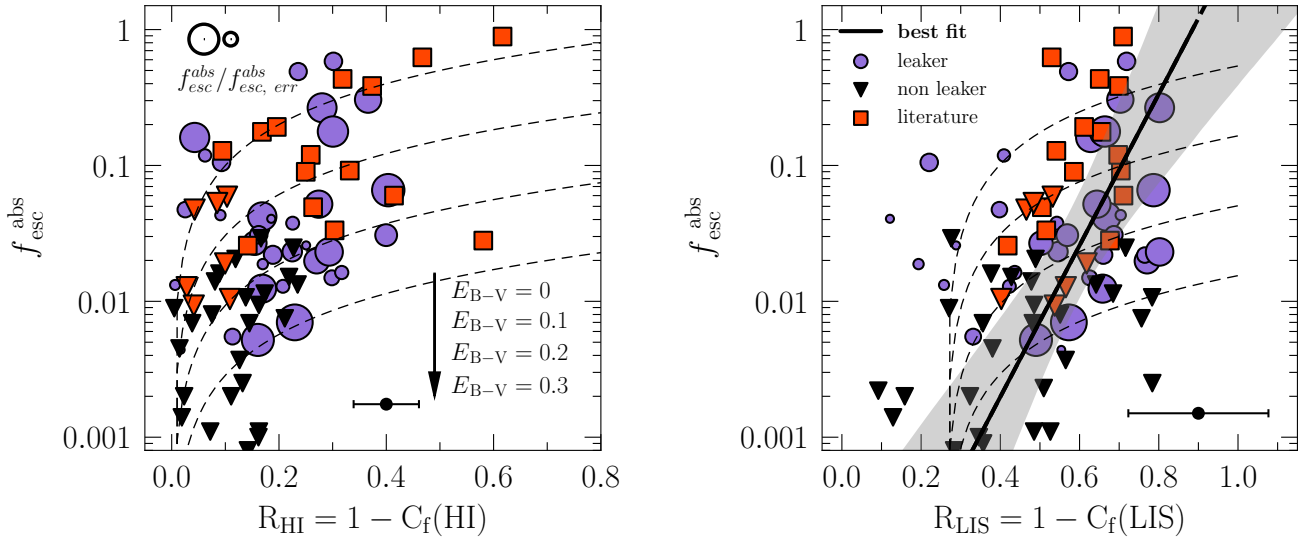 f_esc^abs/f_esc, err^abs
E_B−V = 0
E_B−V = 0.1
E_B−V = 0.2
E_B−V = 0.3
1
0.1
0.01
0.001
f_esc^abs
0.0 0.2 0.4 0.6 0.8
R_HI = 1 − C_f(HI)
best fit
leaker
non leaker
literature
1
0.1
0.01
0.001
f_esc^abs
0.0 0.2 0.4 0.6 0.8 1.0
R_LIS = 1 − C_f(LIS)